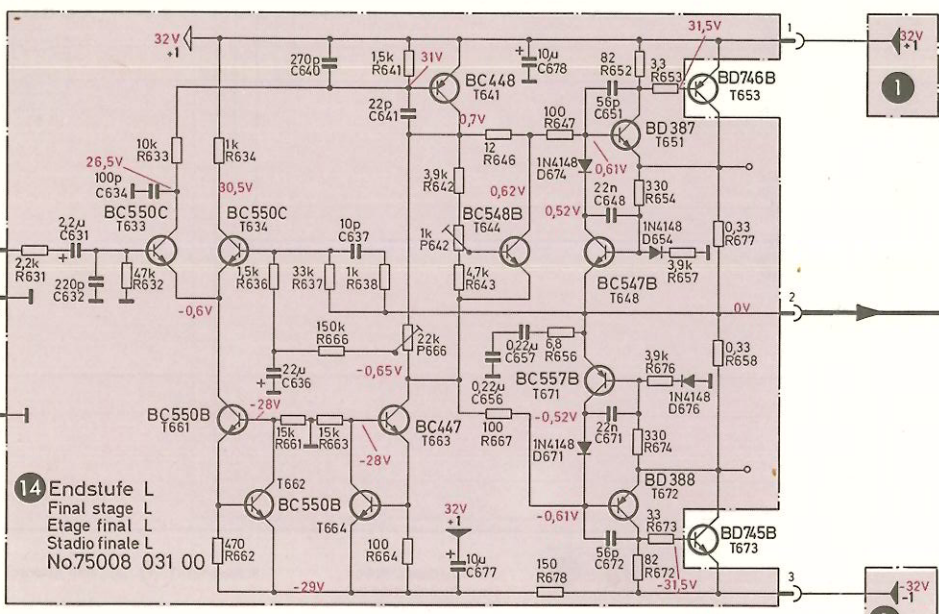 32V
+1
270p
C640
1,5k
R641
31V
BC448
T641
10µ
C678
82
R652
3,3
R653
31,5V
BD746B
T653
1
32V
+1
1
22p
C641
0,7V
100
R647
56p
C651
BD387
T651
10k
R633
1k
R634
12
R646
1N4148
D674
0,61V
26,5V
100p
C634
30,5V
3,9k
R642
0,62V
22n
C648
330
R654
BC550C
T633
BC550C
T634
BC548B
T644
0,52V
1N4148
D654
0,33
R677
2,2µ
C631
10p
C637
1k
P642
2,2k
R631
220p
C632
47k
R632
1,5k
R636
33k
R637
1k
R638
4,7k
R643
BC547B
T648
3,9k
R657
2
-0,6V
0V
150k
R666
22k
P666
0,22µ
C657
6,8
R656
0,33
R658
22µ
C636
-0,65V
0,22µ
C656
BC557B
T671
3,9k
R676
1N4148
D676
BC550B
T661
-28V
15k
R661
15k
R663
BC447
T663
-28V
100
R667
-0,52V
1N4148
D671
22n
C671
330
R674
14 Endstufe L
Final stage L
Etage final L
Stadio finale L
No.75008 031 00
T662
BC550B
T664
32V
+1
-0,61V
BD388
T672
33
R673
BD745B
T673
470
R662
100
R664
10µ
C677
56p
C672
82
R672
-31,5V
-29V
150
R678
3
-32V
-1